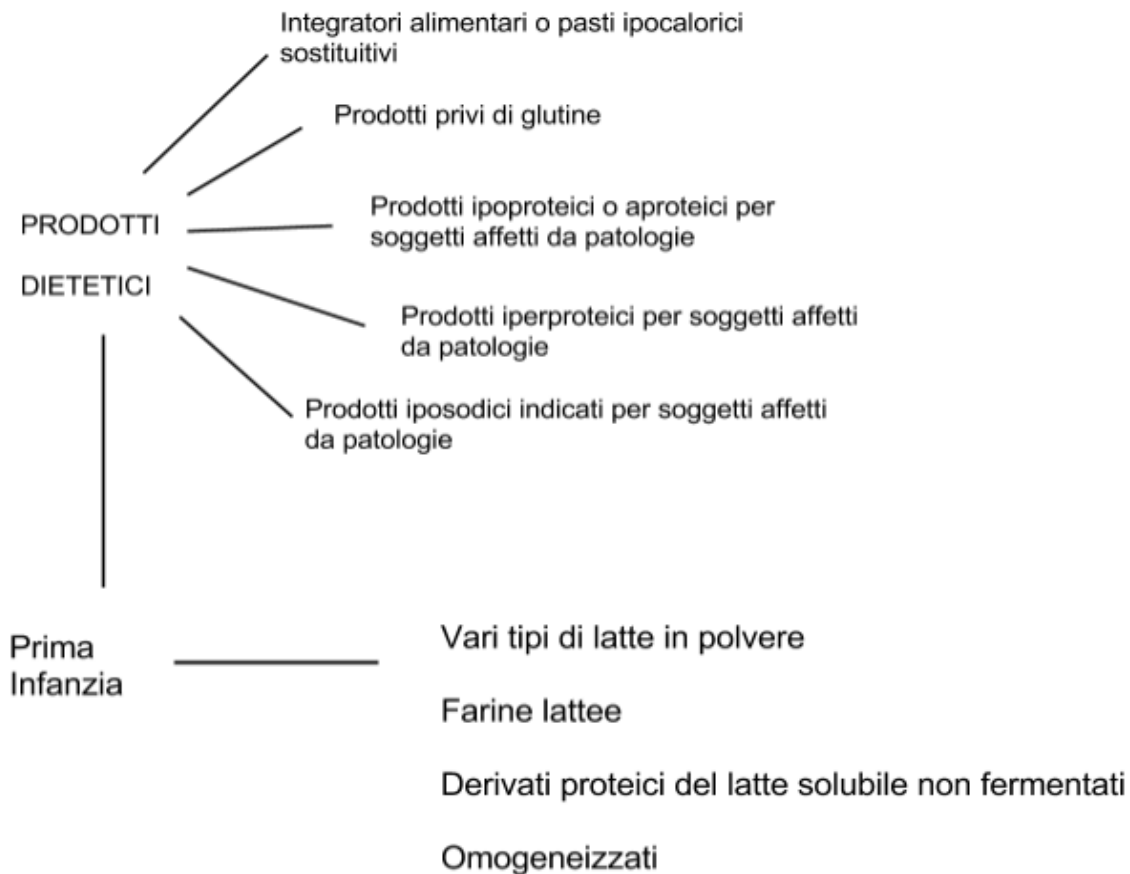 Integratori alimentari o pasti ipocalorici
sostituitivi
Prodotti privi di glutine
PRODOTTI
DIETETICI
Prodotti ipoproteici o aproteici per
soggetti affetti da patologie
Prodotti iperproteici per soggetti affetti
da patologie
Prodotti iposodici indicati per soggetti affetti
da patologie
Prima
Infanzia
Vari tipi di latte in polvere
Farine lattee
Derivati proteici del latte solubile non fermentati
Omogeneizzati